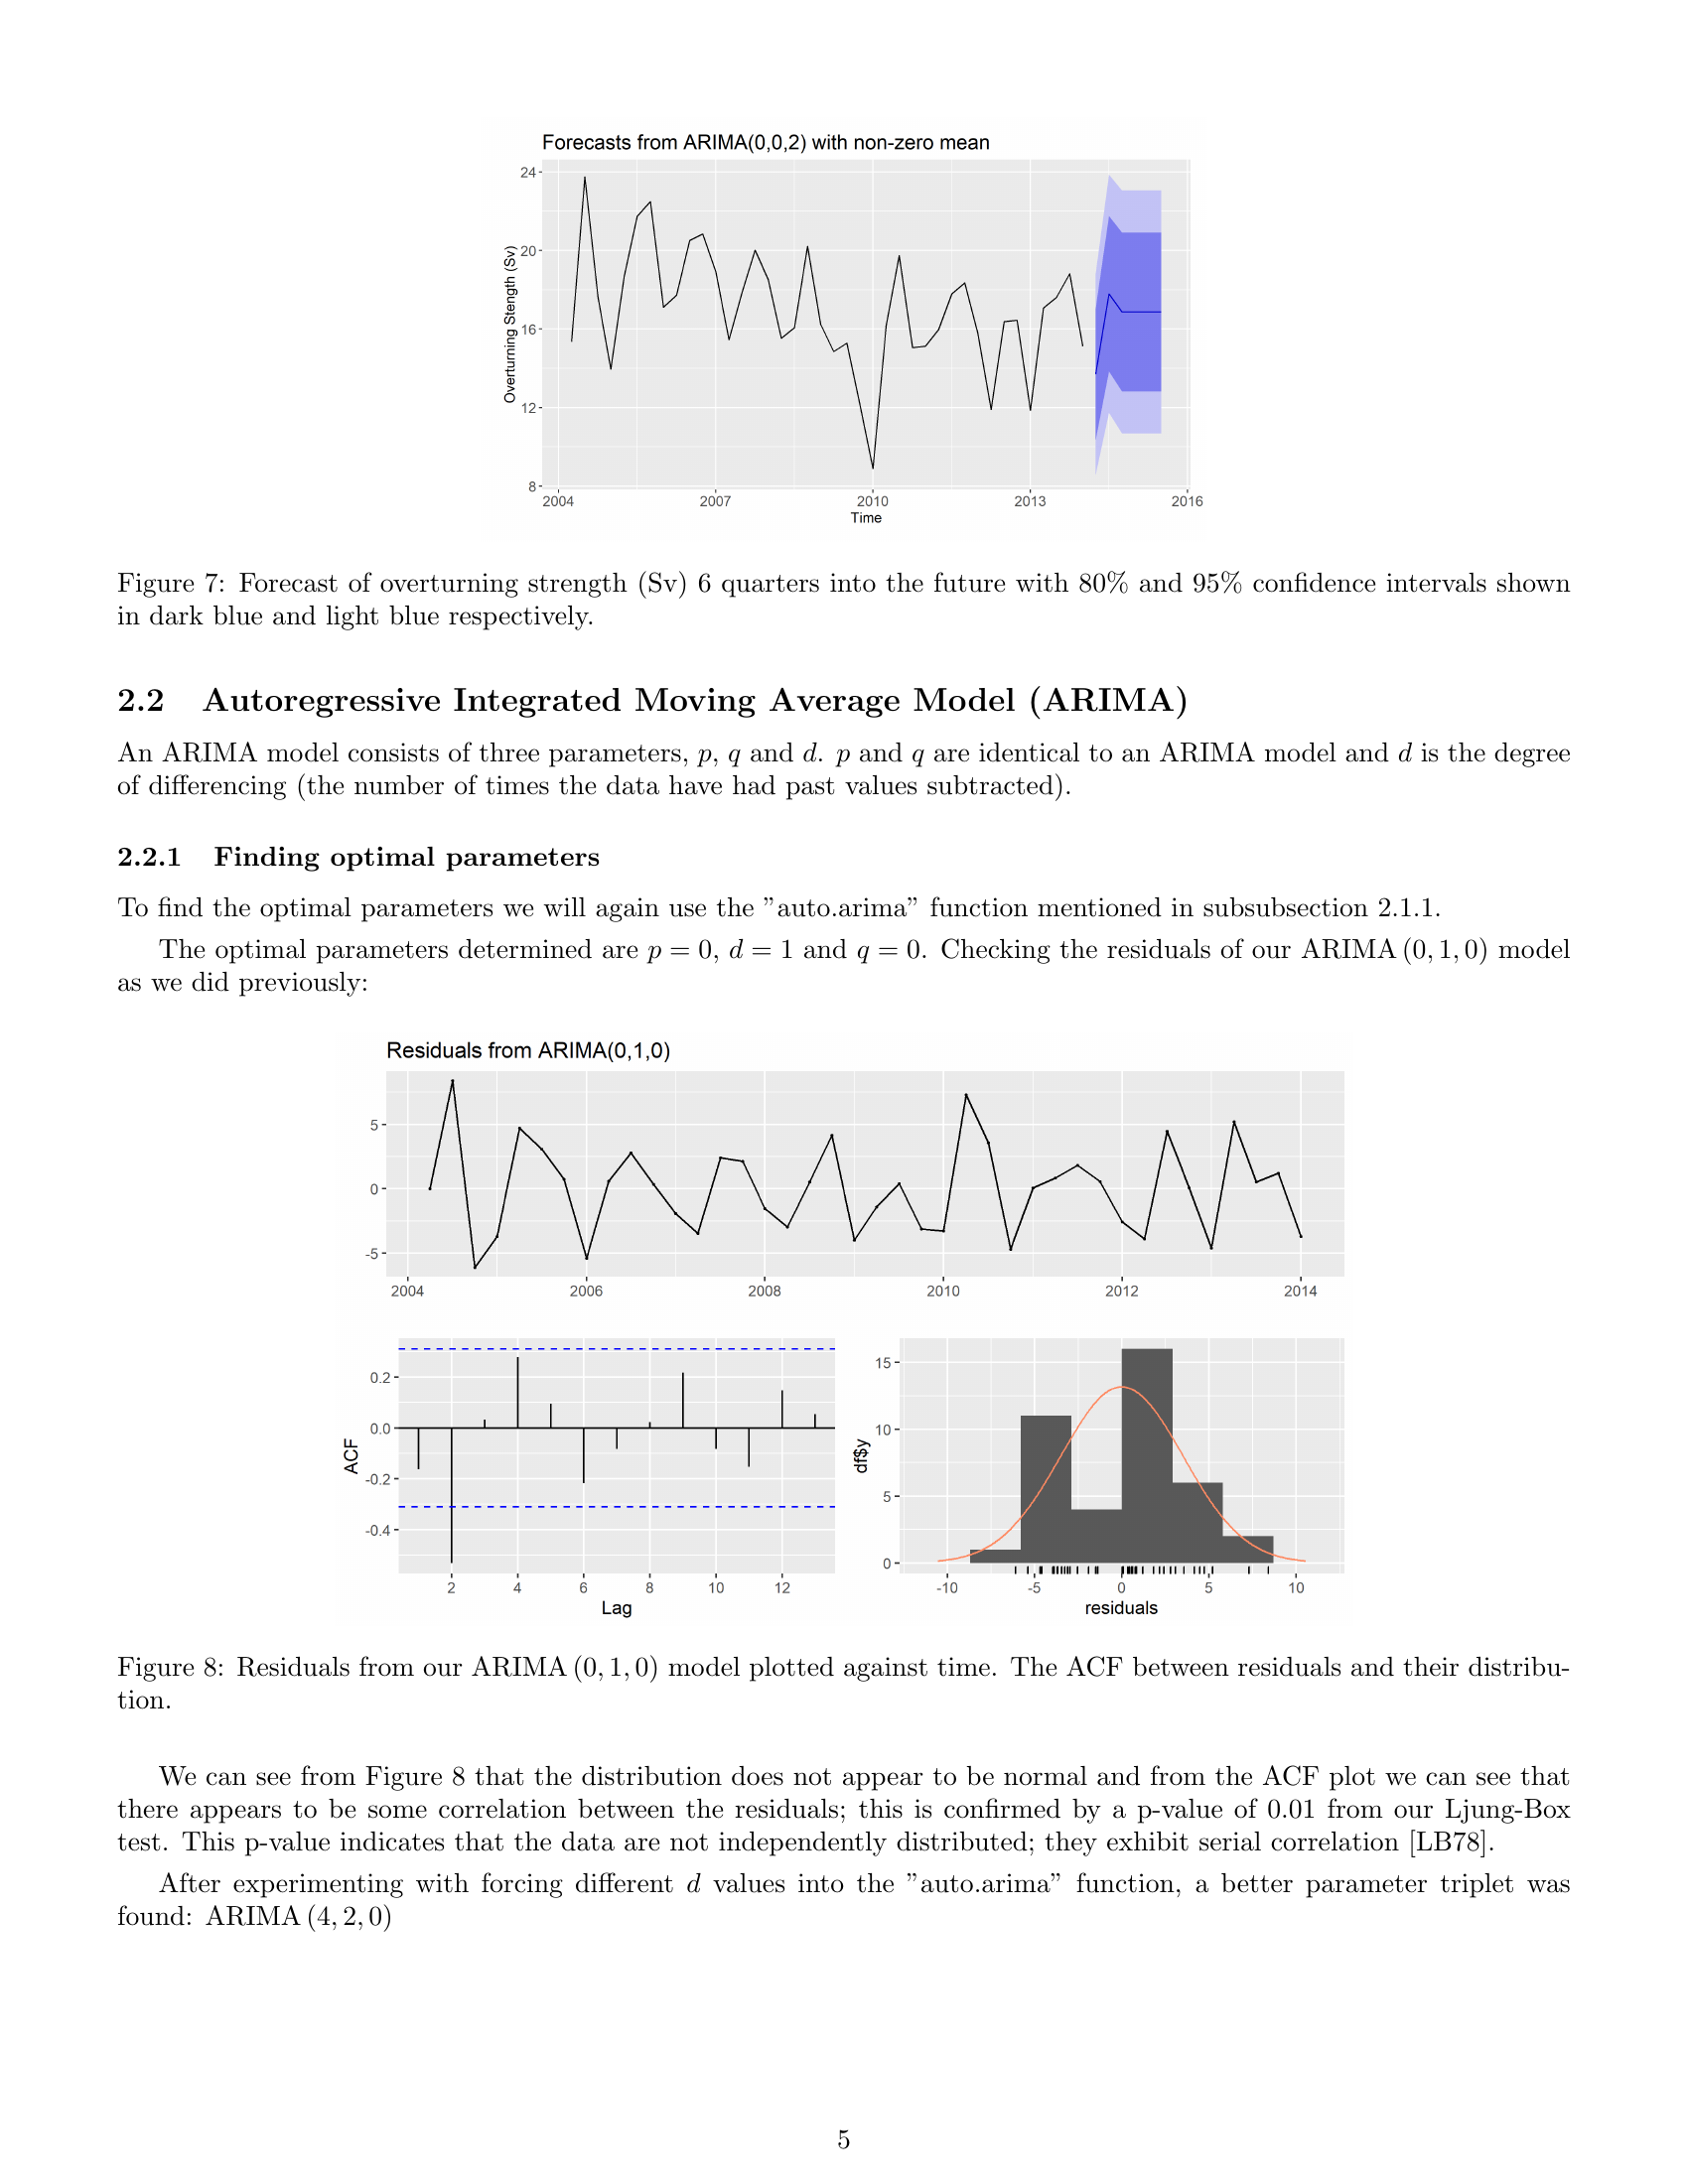 Forecasts from ARIMA(0,0,2) with non-zero mean
24
20
16
12
8
Overturning Stength (Sv)
2004 2007 2010 2013 2016
Time
Figure 7: Forecast of overturning strength (Sv) 6 quarters into the future with 80% and 95% confidence intervals shown
in dark blue and light blue respectively.
2.2 Autoregressive Integrated Moving Average Model (ARIMA)
An ARIMA model consists of three parameters, p, q and d. p and q are identical to an ARIMA model and d is the degree
of differencing (the number of times the data have had past values subtracted).
2.2.1 Finding optimal parameters
To find the optimal parameters we will again use the ”auto.arima” function mentioned in subsubsection 2.1.1.
The optimal parameters determined are p = 0, d = 1 and q = 0. Checking the residuals of our ARIMA (0, 1, 0) model
as we did previously:
Residuals from ARIMA(0,1,0)
5
0
-5
2004 2006 2008 2010 2012 2014
0.2
0.0
-0.2
-0.4
ACF
2 4 6 8 10 12
Lag
15
10
5
0
df$y
-10 -5 0 5 10
residuals
Figure 8: Residuals from our ARIMA (0, 1, 0) model plotted against time. The ACF between residuals and their distribu-
tion.
We can see from Figure 8 that the distribution does not appear to be normal and from the ACF plot we can see that
there appears to be some correlation between the residuals; this is confirmed by a p-value of 0.01 from our Ljung-Box
test. This p-value indicates that the data are not independently distributed; they exhibit serial correlation [LB78].
After experimenting with forcing different d values into the ”auto.arima” function, a better parameter triplet was
found: ARIMA (4, 2, 0)
5